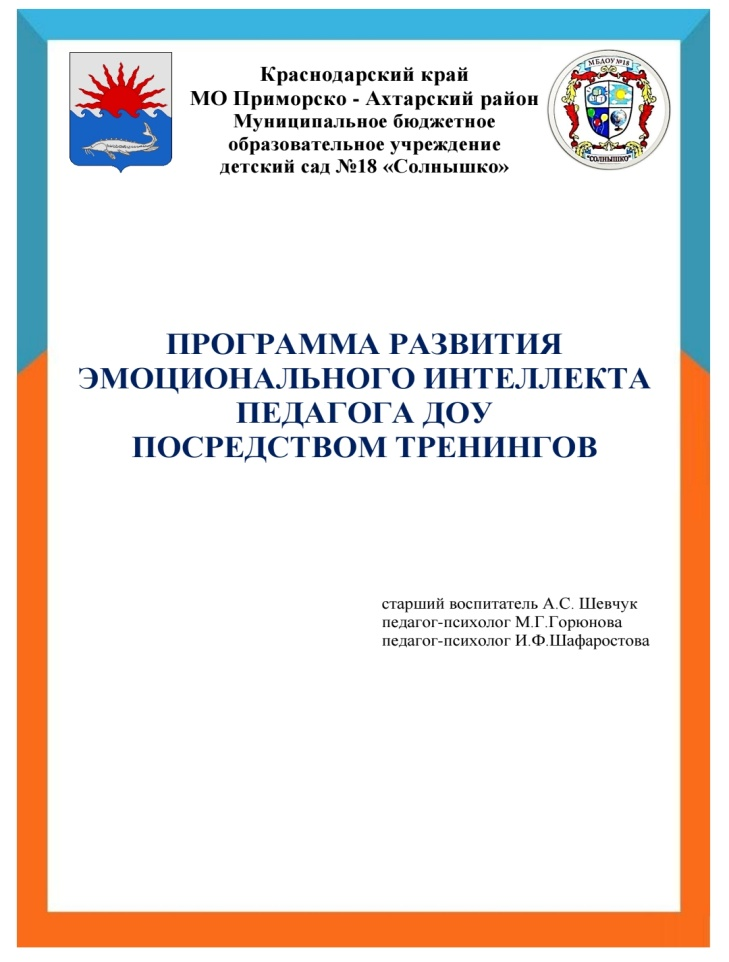 Краснодарский край
МО Приморско - Ахтарский район
Муниципальное бюджетное
образовательное учреждение
детский сад №18 «Солнышко»
МБДОУ №18
"СОЛНЫШКО"
ПРОГРАММА РАЗВИТИЯ
ЭМОЦИОНАЛЬНОГО ИНТЕЛЛЕКТА
ПЕДАГОГА ДОУ
ПОСРЕДСТВОМ ТРЕНИНГОВ
старший воспитатель А.С. Шевчук
педагог-психолог М.Г.Горюнова
педагог-психолог И.Ф.Шафаростова